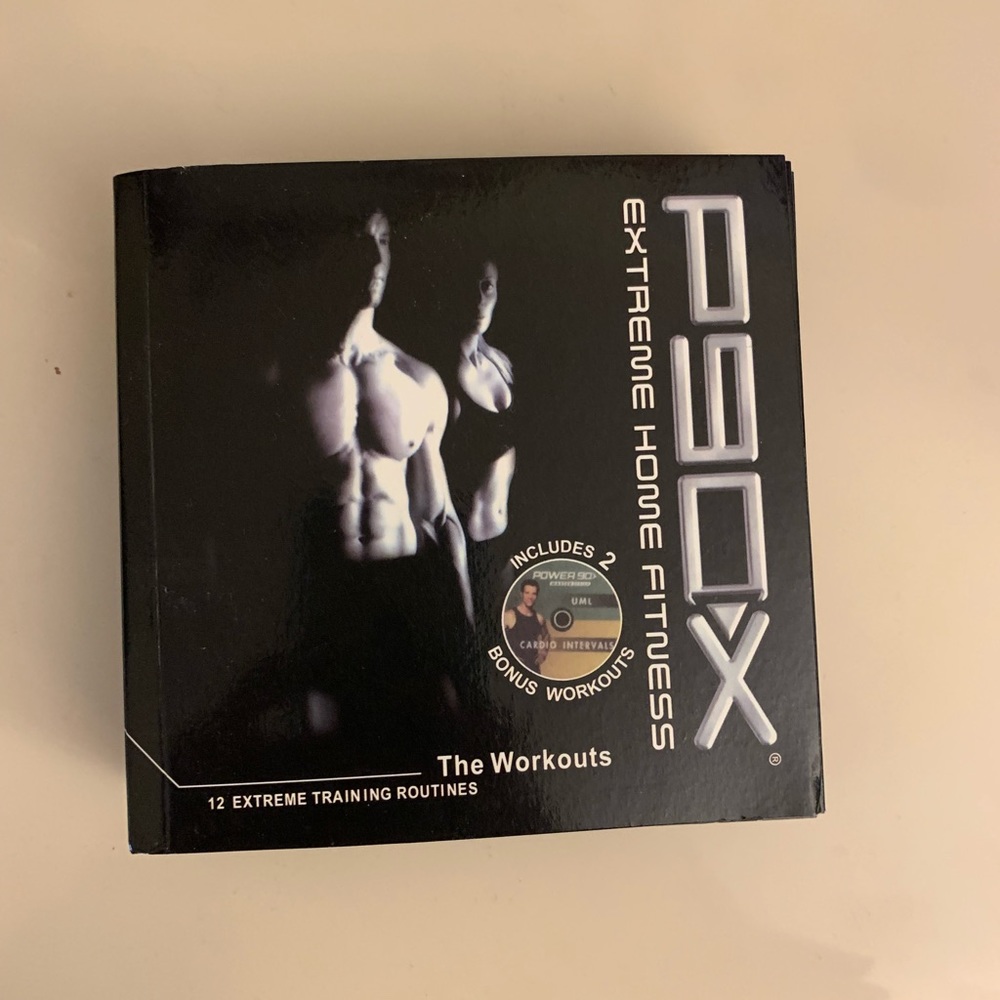 P90X
®
EXTREME HOME FITNESS
INCLUDES 2
POWER 90
UML
CARDIO INTERVALS
BONUS WORKOUTS
The Workouts
12 EXTREME TRAINING ROUTINES